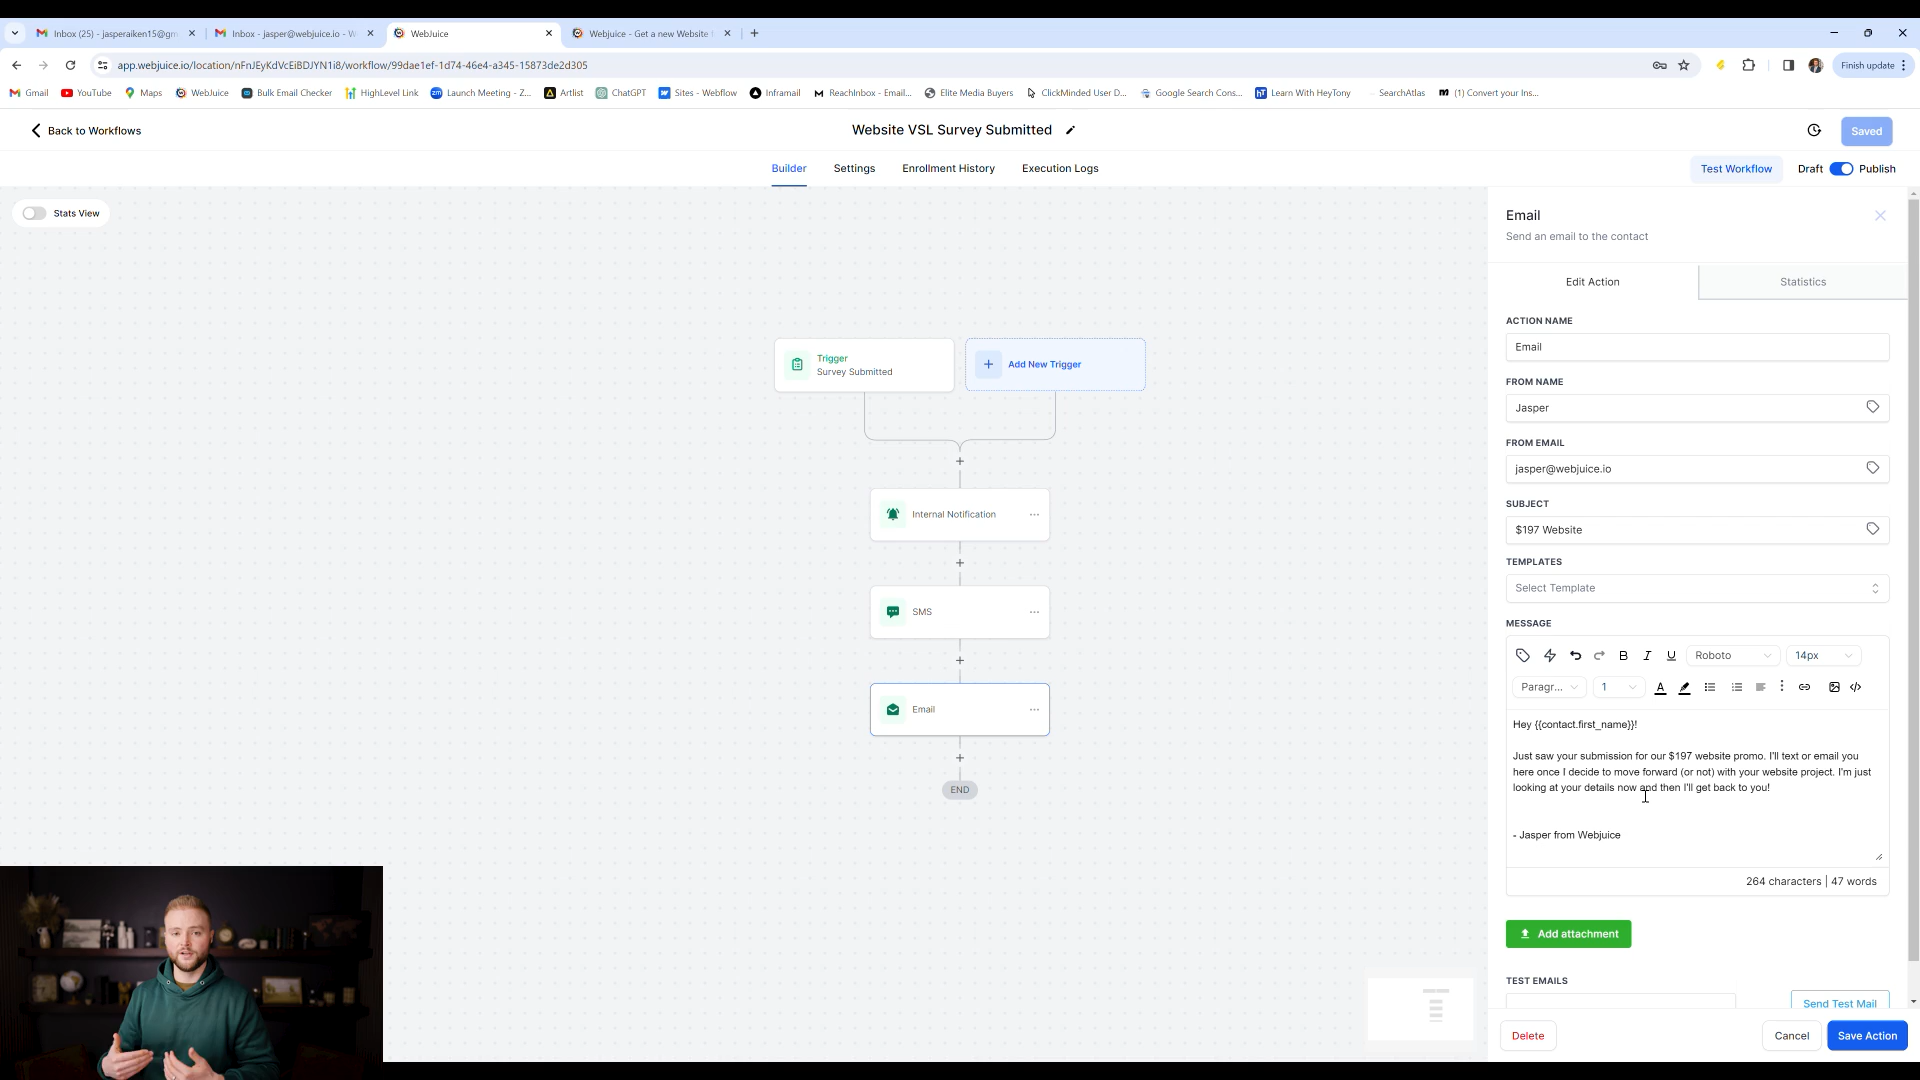 Inbox (25) - jasperaiken15@gm
Inbox - jasper@webjuice.io - W
WebJuice
Webjuice - Get a new Website f
app.webjuice.io/location/nFnJEyKdVcEiBDJYN1i8/workflow/99dae1ef-1d74-46e4-a345-15873de2d305
Finish update
Gmail
YouTube
Maps
WebJuice
Bulk Email Checker
HighLevel Link
Launch Meeting - Z...
Artlist
ChatGPT
Sites - Webflow
Inframail
ReachInbox - Email...
Elite Media Buyers
ClickMinded User D...
Google Search Cons...
Learn With HeyTony
SearchAtlas
(1) Convert your Ins...
Back to Workflows
Website VSL Survey Submitted
Saved
Builder
Settings
Enrollment History
Execution Logs
Test Workflow
Draft
Publish
Stats View
Trigger
Survey Submitted
Add New Trigger
Internal Notification
SMS
Email
END
Email
Send an email to the contact
Edit Action
Statistics
ACTION NAME
Email
FROM NAME
Jasper
FROM EMAIL
jasper@webjuice.io
SUBJECT
$197 Website
TEMPLATES
Select Template
MESSAGE
B I U Roboto 14px
Paragr... 1 A
Hey {{contact.first_name}}!
Just saw your submission for our $197 website promo. I'll text or email you
here once I decide to move forward (or not) with your website project. I'm just
looking at your details now and then I'll get back to you!
- Jasper from Webjuice
264 characters | 47 words
Add attachment
TEST EMAILS
Send Test Mail
Delete
Cancel
Save Action